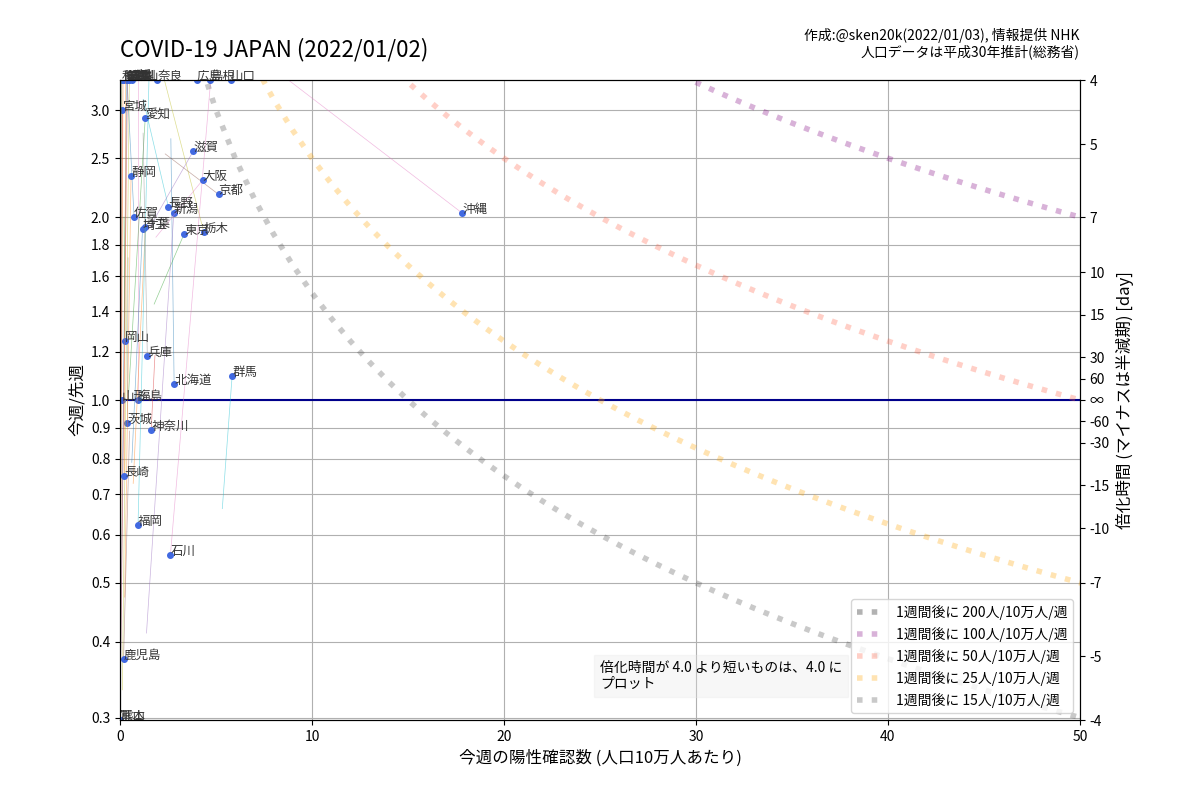 COVID-19 JAPAN (2022/01/02)
作成:@sken20k(2022/01/03), 情報提供 NHK
人口データは平成30年推計(総務省)
奈良
広島
島根
山口
宮城
愛知
滋賀
静岡
大阪
京都
長野
新潟
佐賀
千葉
埼玉
東京
栃木
沖縄
岡山
兵庫
北海道
群馬
山形
福島
茨城
神奈川
長崎
福岡
石川
鹿児島
3.0
2.5
2.0
1.8
1.6
1.4
1.2
1.0
0.9
0.8
0.7
0.6
0.5
0.4
0.3
今週/先週
4
5
7
10
15
30
60
∞
-60
-30
-15
-10
-7
-5
-4
倍化時間 (マイナスは半減期) [day]
倍化時間が 4.0 より短いものは、4.0 に
プロット
1週間後に 200人/10万人/週
1週間後に 100人/10万人/週
1週間後に 50人/10万人/週
1週間後に 25人/10万人/週
1週間後に 15人/10万人/週
0 10 20 30 40 50
今週の陽性確認数 (人口10万人あたり)